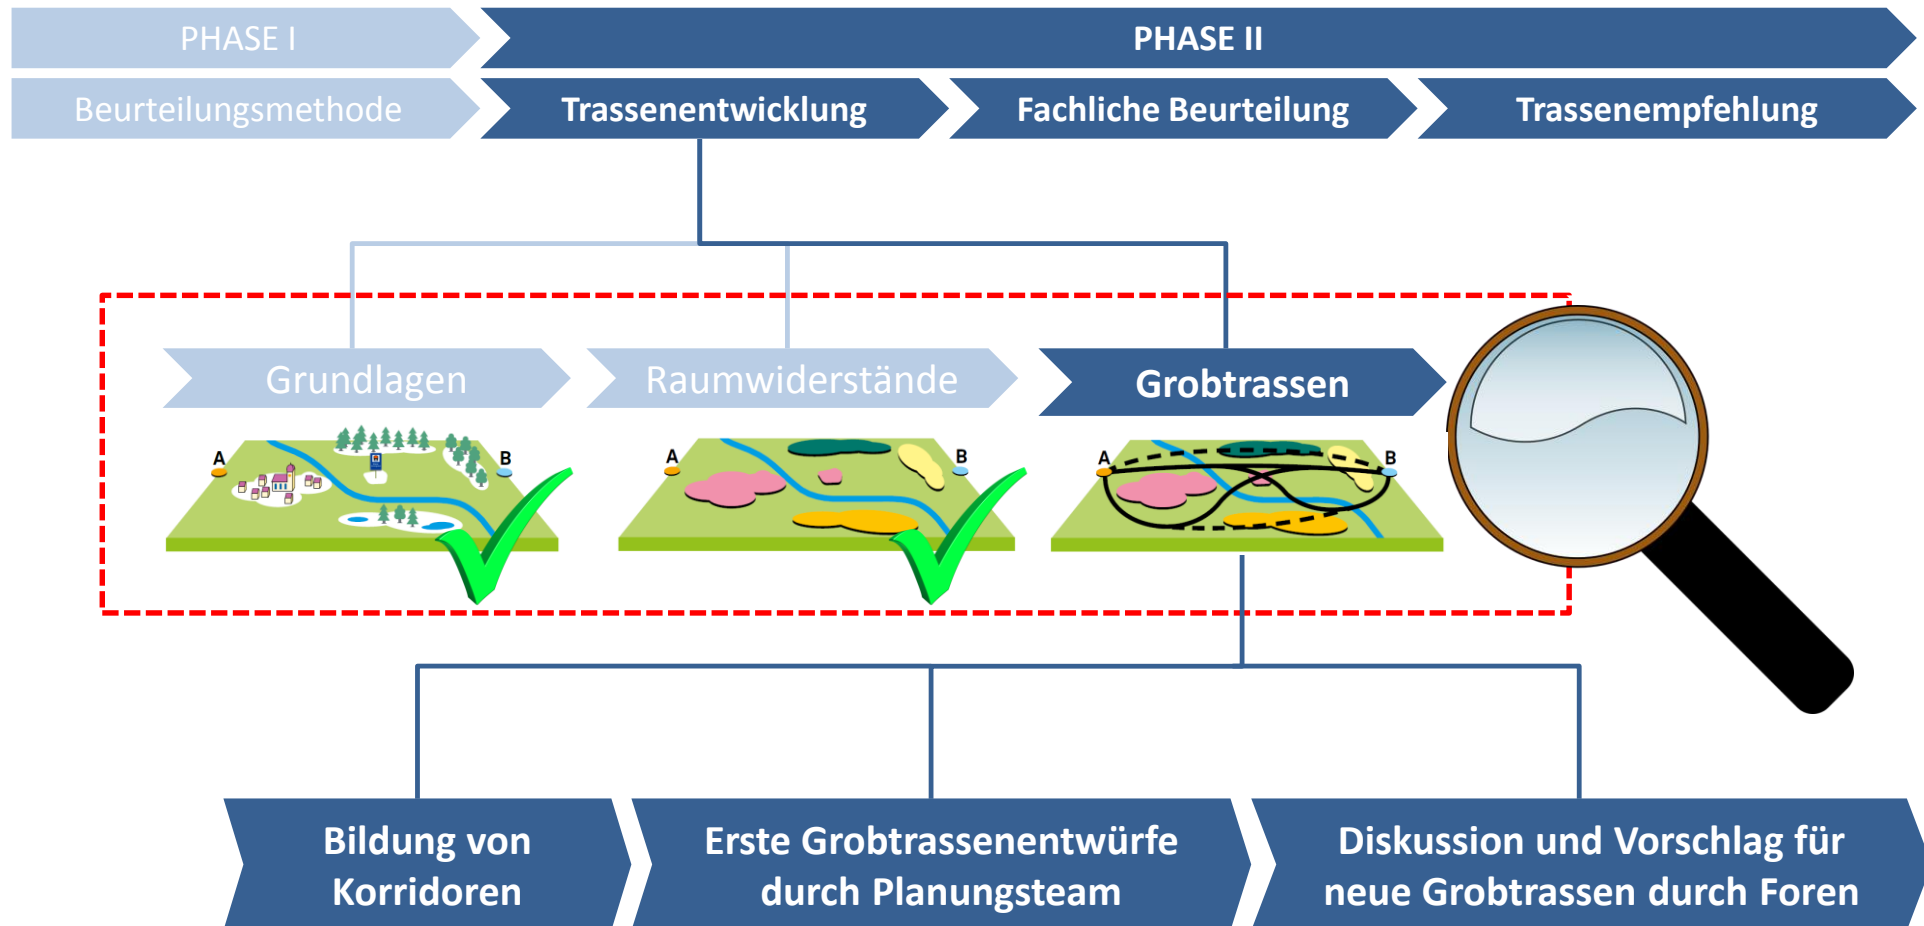 PHASE I
PHASE II
Beurteilungsmethode
Trassenentwicklung
Fachliche Beurteilung
Trassenempfehlung
Grundlagen
Raumwiderstände
Grobtrassen
A
B
A
B
A
B
Bildung von
Korridoren
Erste Grobtrassenentwürfe
durch Planungsteam
Diskussion und Vorschlag für
neue Grobtrassen durch Foren